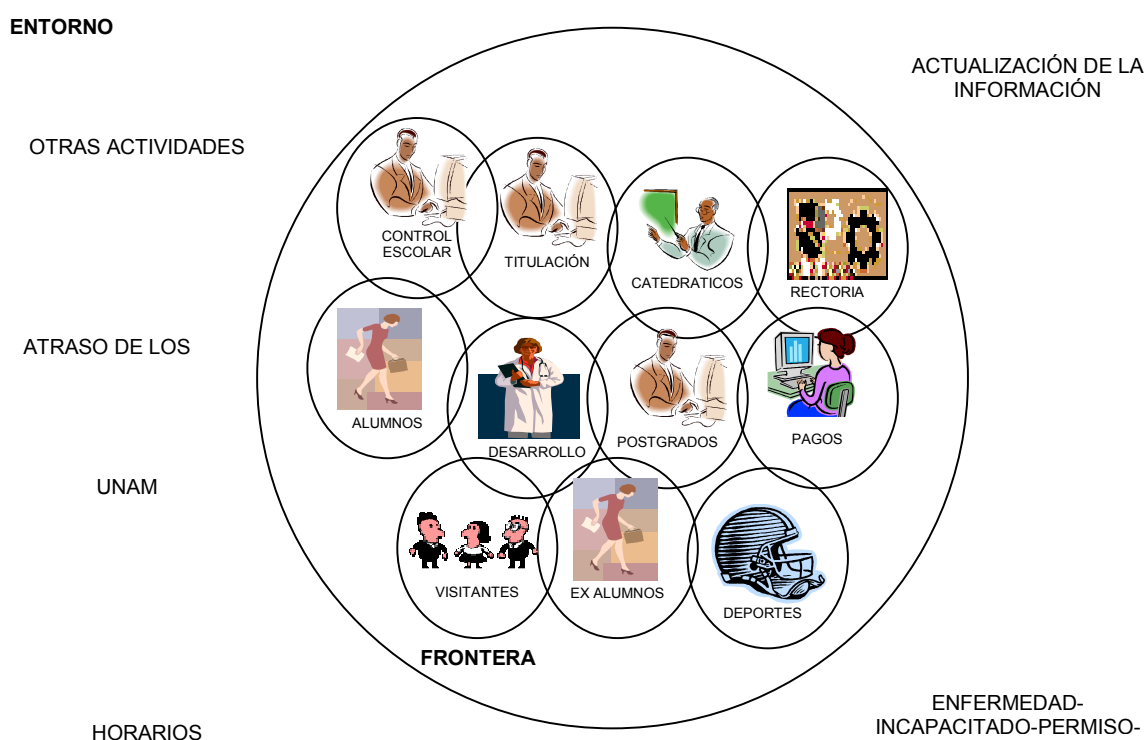 ENTORNO
ACTUALIZACIÓN DE LA
INFORMACIÓN
OTRAS ACTIVIDADES
CONTROL
ESCOLAR
TITULACIÓN
CATEDRATICOS
RECTORIA
ATRASO DE LOS
ALUMNOS
DESARROLLO
POSTGRADOS
PAGOS
UNAM
VISITANTES
EX ALUMNOS
DEPORTES
FRONTERA
HORARIOS
ENFERMEDAD-
INCAPACITADO-PERMISO-